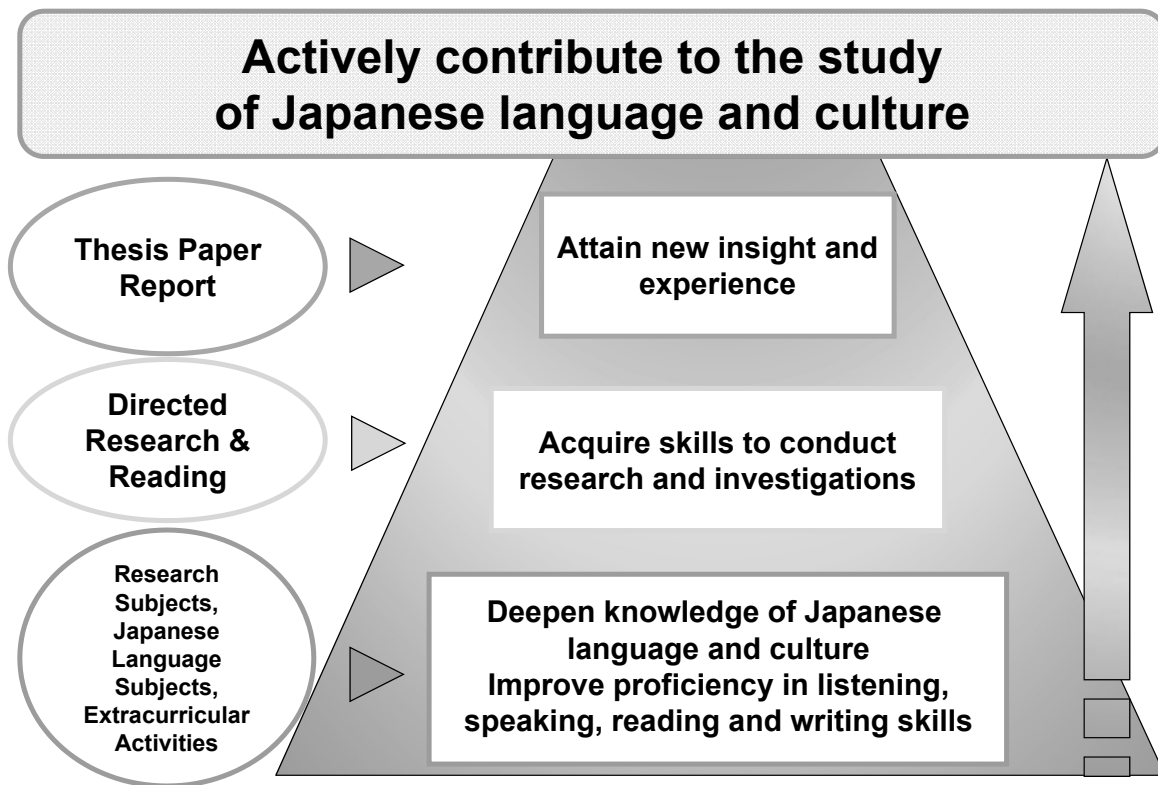 Actively contribute to the study
of Japanese language and culture
Thesis Paper
Report
Attain new insight and
experience
Directed
Research &
Reading
Acquire skills to conduct
research and investigations
Research
Subjects,
Japanese
Language
Subjects,
Extracurricular
Activities
Deepen knowledge of Japanese
language and culture
Improve proficiency in listening,
speaking, reading and writing skills